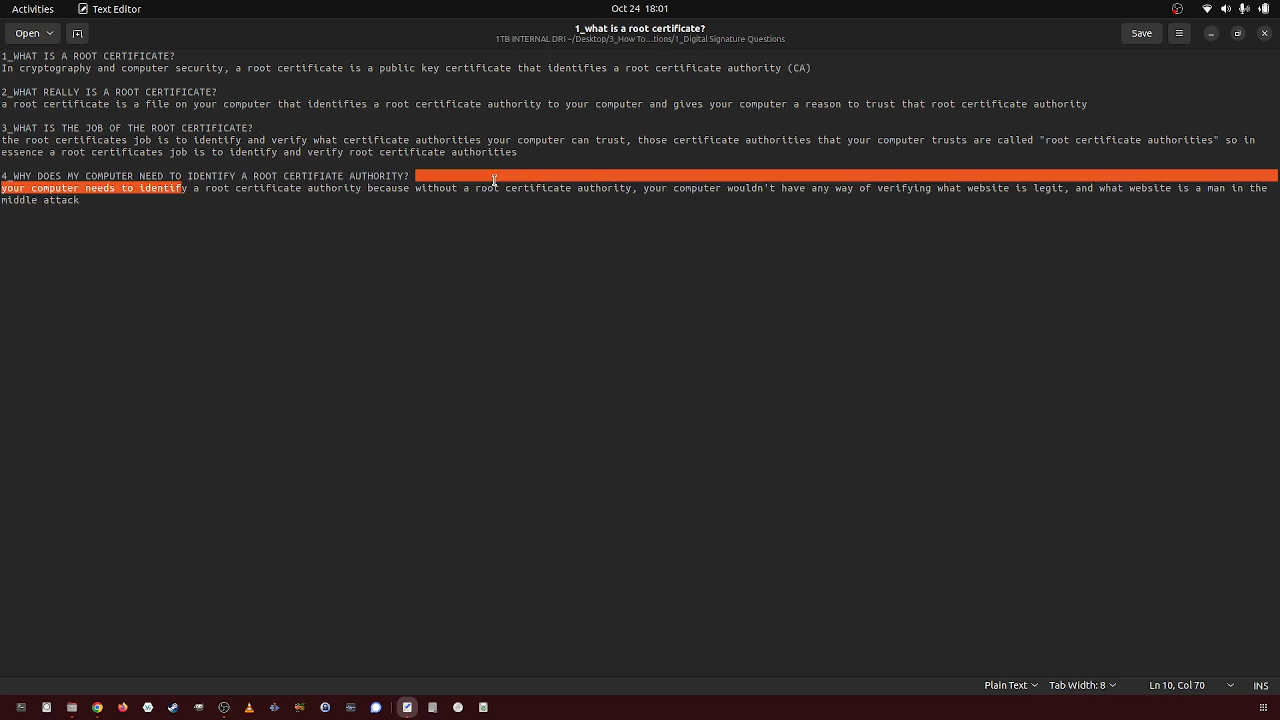 Activities Text Editor Oct 24 18:01
Open 1_what is a root certificate? Save
1TB INTERNAL DRI ~/Desktop/3_How To...tions/1_Digital Signature Questions
1_WHAT IS A ROOT CERTIFICATE?
In cryptography and computer security, a root certificate is a public key certificate that identifies a root certificate authority (CA)
2_WHAT REALLY IS A ROOT CERTIFICATE?
a root certificate is a file on your computer that identifies a root certificate authority to your computer and gives your computer a reason to trust that root certificate authority
3_WHAT IS THE JOB OF THE ROOT CERTIFICATE?
the root certificates job is to identify and verify what certificate authorities your computer can trust, those certificate authorities that your computer trusts are called "root certificate authorities" so in
essence a root certificates job is to identify and verify root certificate authorities
4_WHY DOES MY COMPUTER NEED TO IDENTIFY A ROOT CERTIFIATE AUTHORITY?
your computer needs to identify a root certificate authority because without a root certificate authority, your computer wouldn't have any way of verifying what website is legit, and what website is a man in the
middle attack
Plain Text Tab Width: 8 Ln 10, Col 70 INS